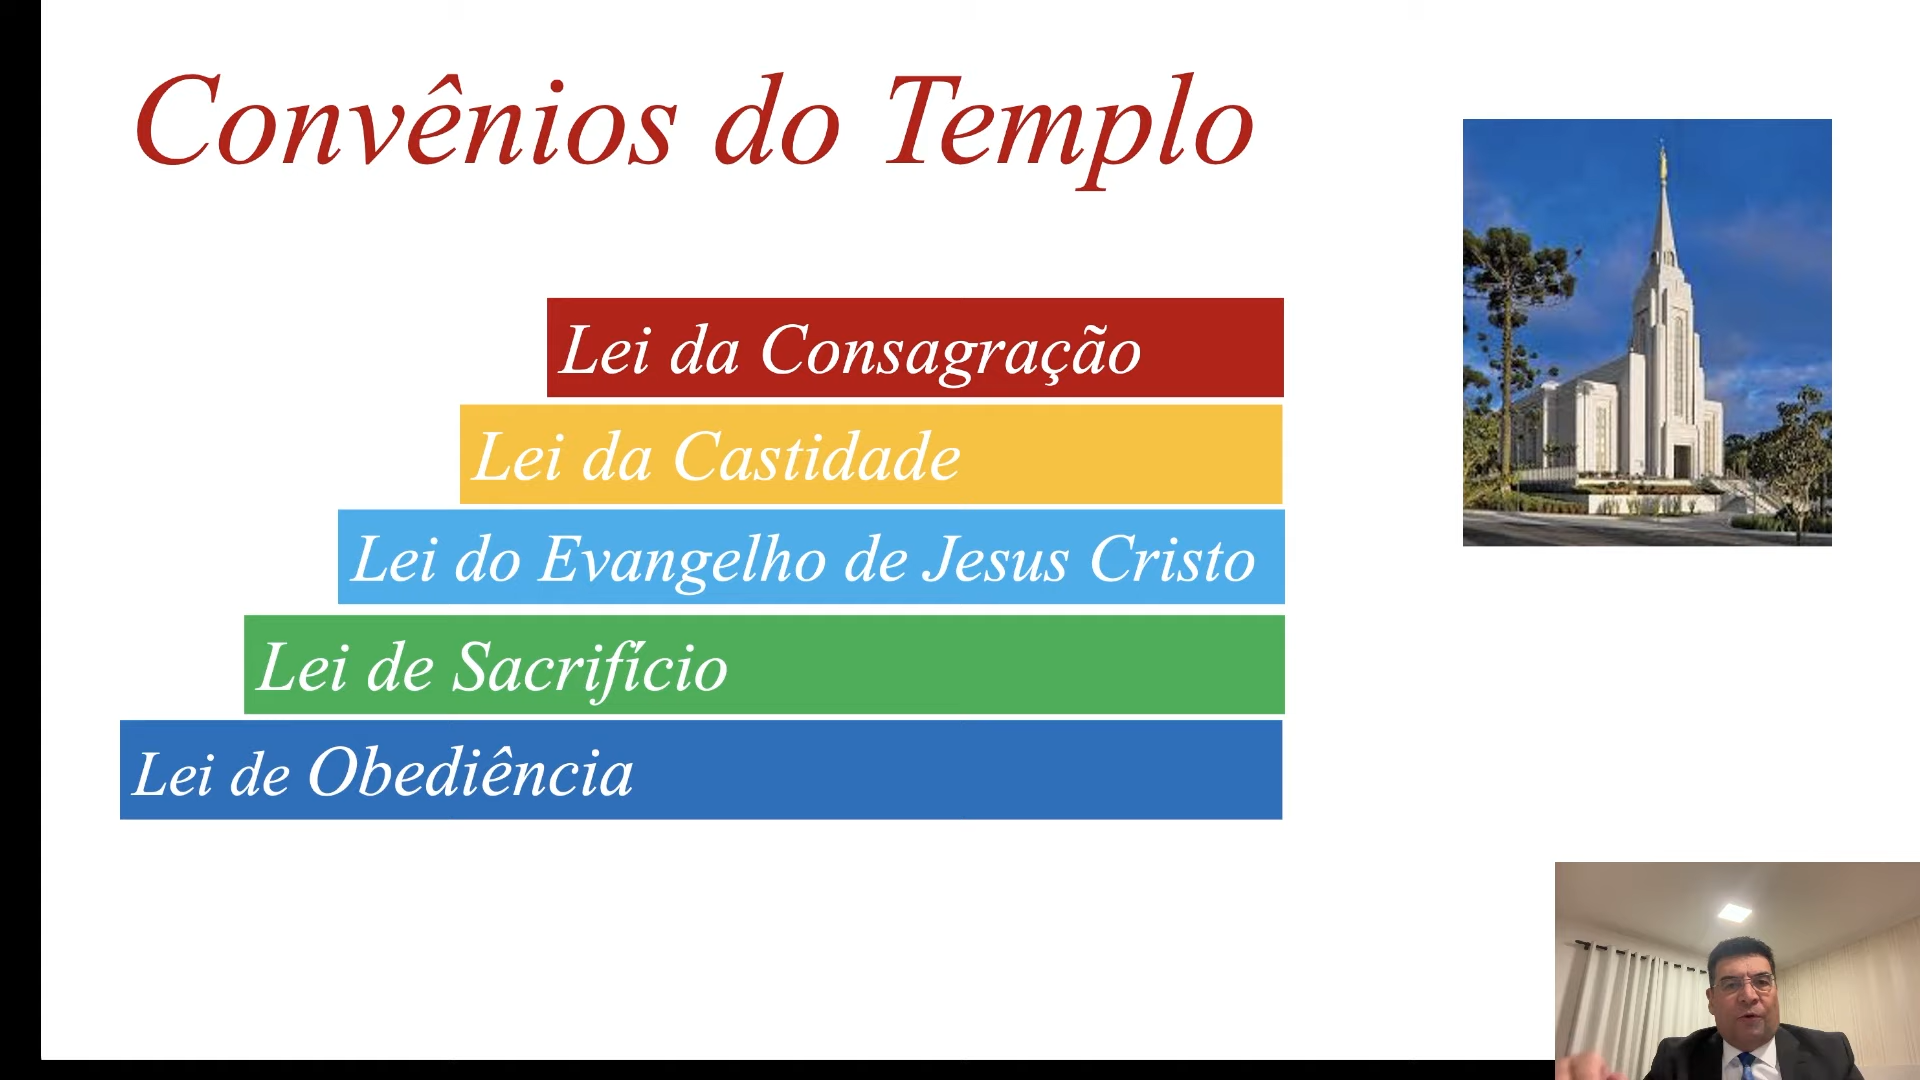 Convênios do Templo
Lei da Consagração
Lei da Castidade
Lei do Evangelho de Jesus Cristo
Lei de Sacrifício
Lei de Obediência